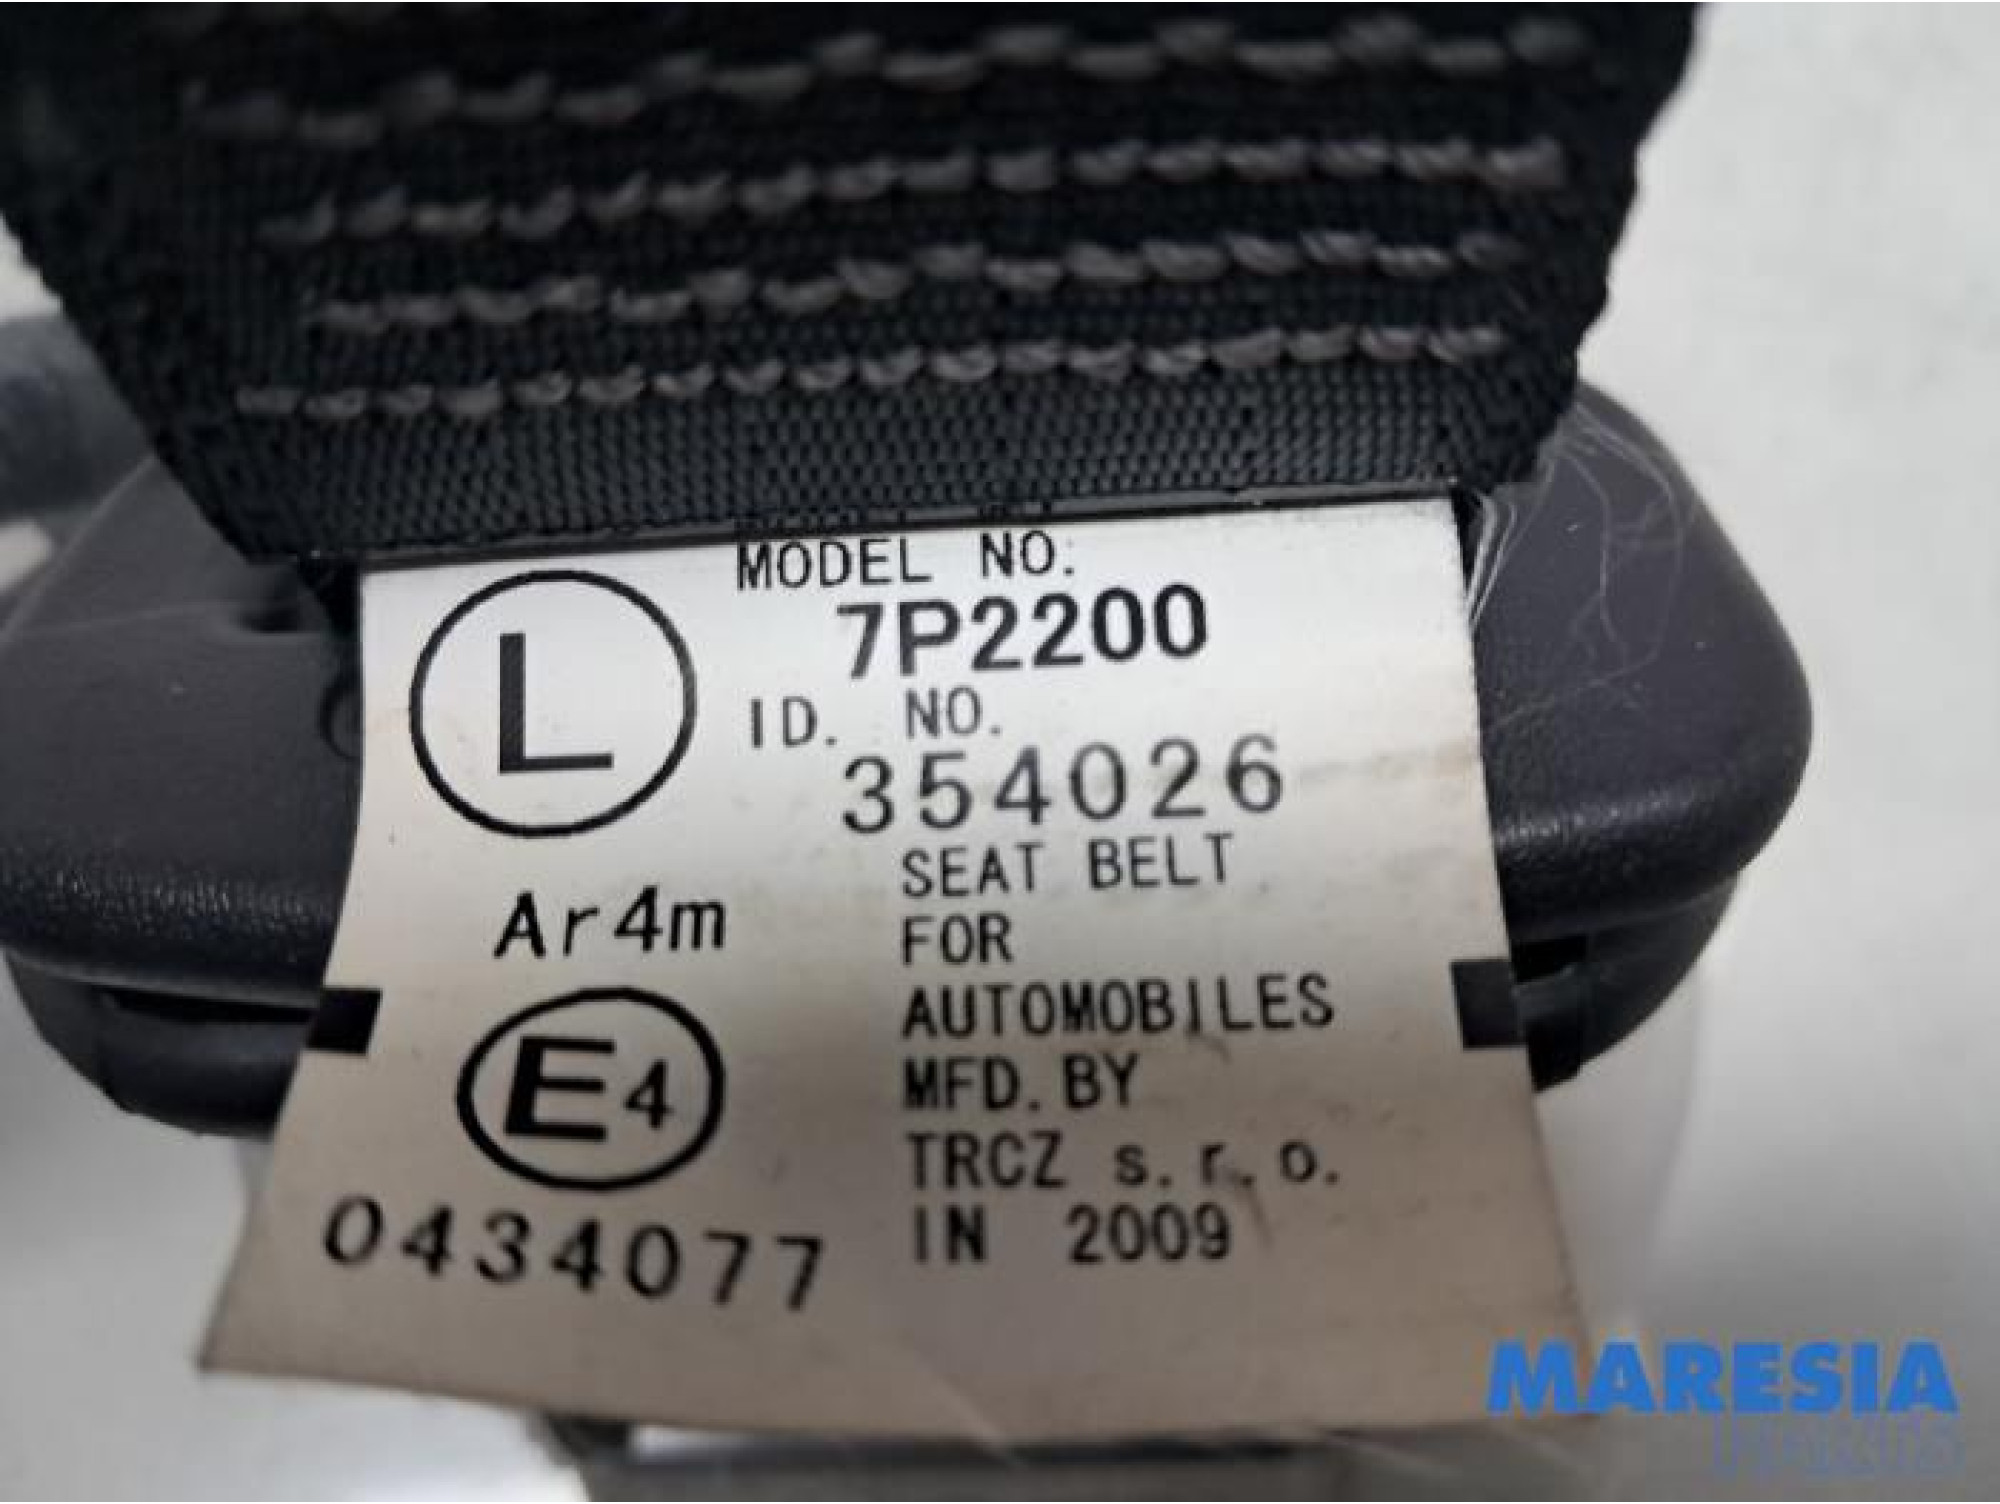 MODEL NO.
7P2200
L
ID. NO.
354026
SEAT BELT
Ar4m
FOR
AUTOMOBILES
E4
MFD. BY
TRCZ s.r.o.
0434077
IN 2009
MARESIA
PARTS